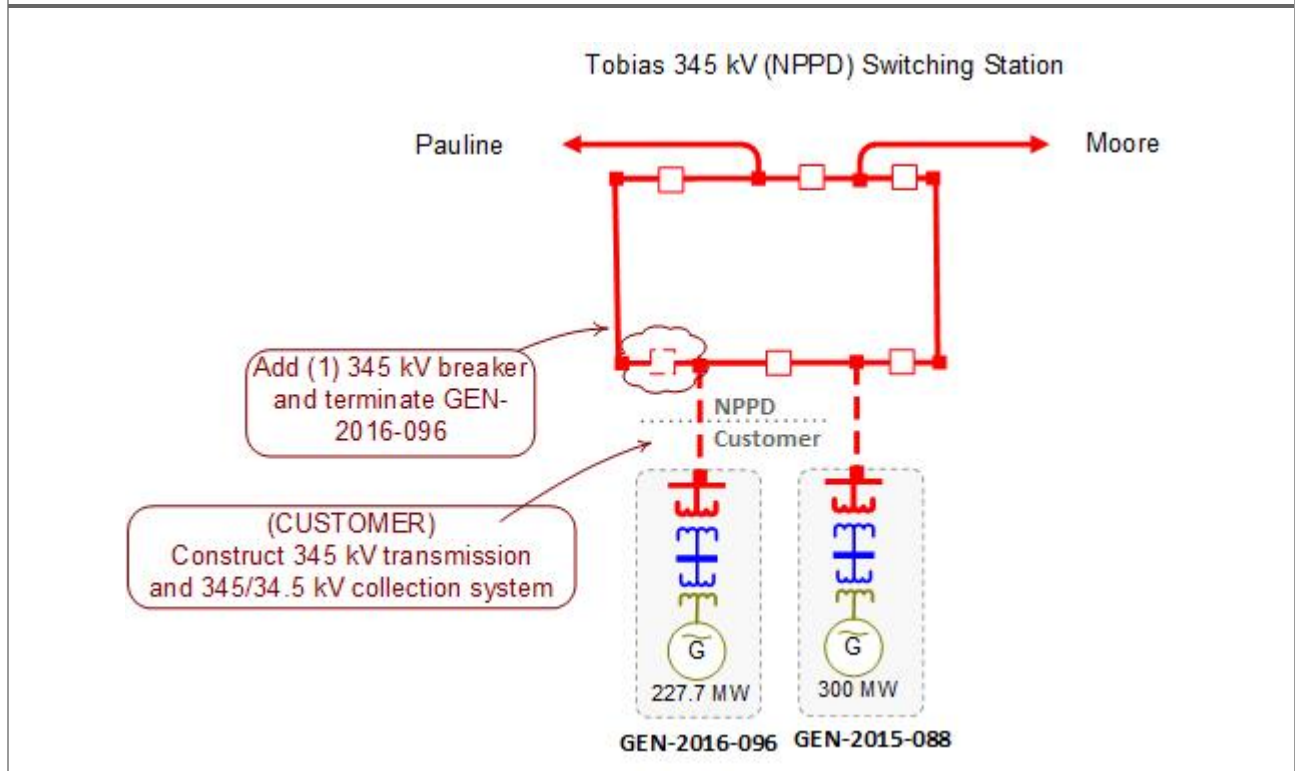 Tobias 345 kV (NPPD) Switching Station
Pauline
Moore
Add (1) 345 kV breaker
and terminate GEN-
2016-096
NPPD
Customer
(CUSTOMER)
Construct 345 kV transmission
and 345/34.5 kV collection system
G
G
227.7 MW
300 MW
GEN-2016-096
GEN-2015-088